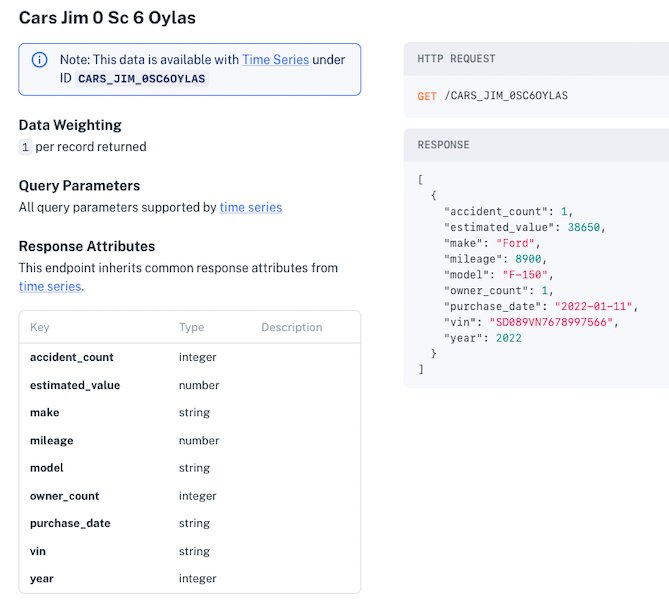 Cars Jim 0 Sc 6 Oylas
Note: This data is available with Time Series under
ID CARS_JIM_0SC6OYLAS
Data Weighting
1 per record returned
Query Parameters
All query parameters supported by time series
Response Attributes
This endpoint inherits common response attributes from
time series.
Key Type Description
accident_count integer
estimated_value number
make string
mileage number
model string
owner_count integer
purchase_date string
vin string
year integer
HTTP REQUEST
GET /CARS_JIM_0SC6OYLAS
RESPONSE
[
{
"accident_count": 1,
"estimated_value": 38650,
"make": "Ford",
"mileage": 8900,
"model": "F-150",
"owner_count": 1,
"purchase_date": "2022-01-11",
"vin": "SD089VN7678997566",
"year": 2022
}
]